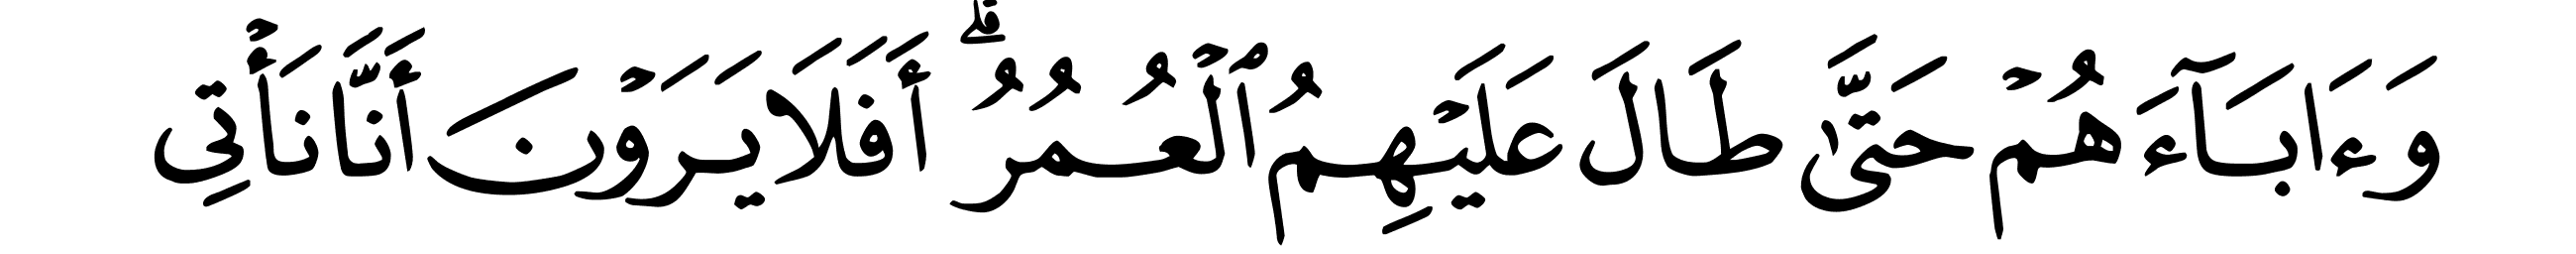 وَءَابَآءَهُمْ حَتَّىٰ طَالَ عَلَيْهِمُ ٱلْعُمُرُ ۗ أَفَلَا يَرَوْنَ أَنَّا نَأْتِي